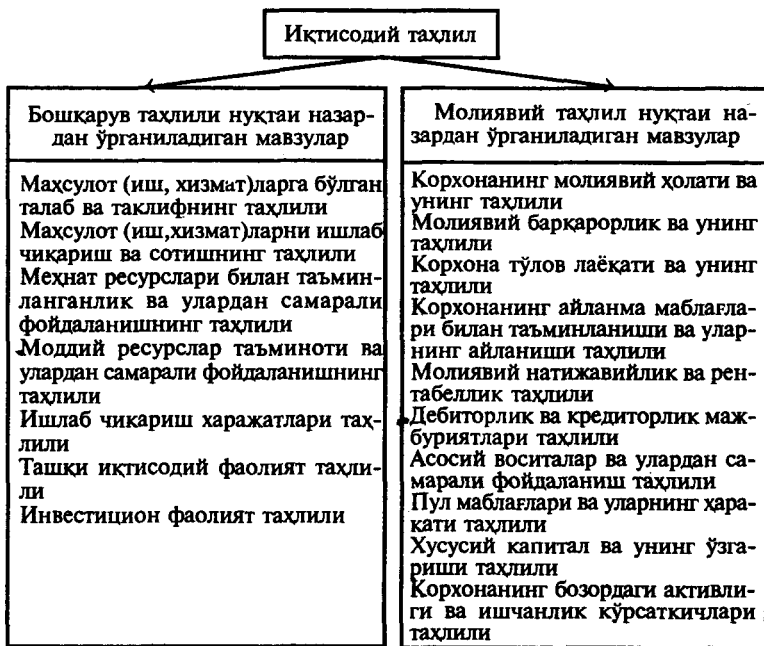 Иқтисодий таҳлил
Бошқарув таҳлили нуқтаи назар-
дан ўрганиладиган мавзулар
Маҳсулот (иш, хизмат)ларга бўлган
талаб ва таклифнинг таҳлили
Маҳсулот (иш,хизмат)ларни ишлаб
чиқариш ва сотишнинг таҳлили
Меҳнат ресурслари билан таъмин-
ланганлик ва улардан самарали
фойдаланишнинг таҳлили
Моддий ресурслар таъминоти ва
улардан самарали фойдаланишнинг
таҳлили
Ишлаб чиқариш харажатлари таҳ-
лили
Ташқи иқтисодий фаолият таҳли-
ли
Инвестицион фаолият таҳлили
Молиявий таҳлил нуқтаи на-
зардан ўрганиладиган мавзулар
Корхонанинг молиявий ҳолати ва
унинг таҳлили
Молиявий барқарорлик ва унинг
таҳлили
Корхона тўлов лаёқати ва унинг
таҳлили
Корхонанинг айланма маблағла-
ри билан таъминланиши ва улар-
нинг айланиши таҳлили
Молиявий натижавийлик ва рен-
табеллик таҳлили
Дебиторлик ва кредиторлик маж-
буриятлари таҳлили
Асосий воситалар ва улардан са-
марали фойдаланиш таҳлили
Пул маблағлари ва уларнинг ҳара-
кати таҳлили
Хусусий капитал ва унинг ўзга-
риши таҳлили
Корхонанинг бозордаги активли-
ги ва ишчанлик кўрсаткичлари
таҳлили